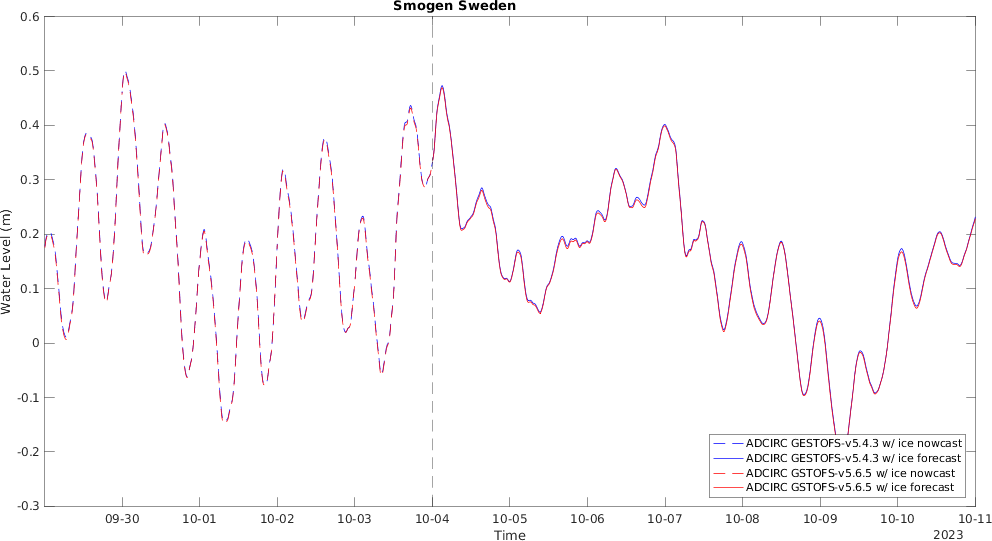 Smogen Sweden
0.6
0.5
0.4
0.3
0.2
0.1
0
-0.1
-0.2
-0.3
Water Level (m)
09-30 10-01 10-02 10-03 10-04 10-05 10-06 10-07 10-08 10-09 10-10 10-11
Time
2023
ADCIRC GESTOFS-v5.4.3 w/ ice nowcast
ADCIRC GESTOFS-v5.4.3 w/ ice forecast
ADCIRC GSTOFS-v5.6.5 w/ ice nowcast
ADCIRC GSTOFS-v5.6.5 w/ ice forecast